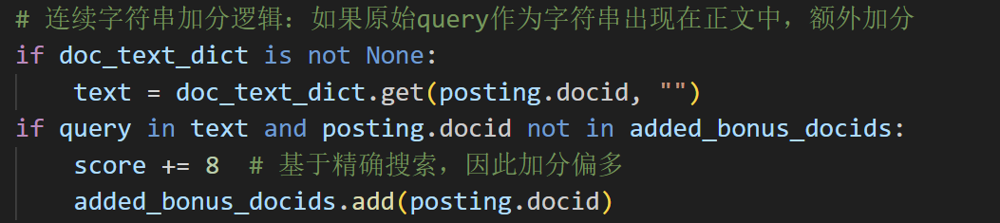 # 连续字符串加分逻辑：如果原始query作为字符串出现在正文中，额外加分
if doc_text_dict is not None:
    text = doc_text_dict.get(posting.docid, "")
if query in text and posting.docid not in added_bonus_docids:
    score += 8  # 基于精确搜索，因此加分偏多
    added_bonus_docids.add(posting.docid)